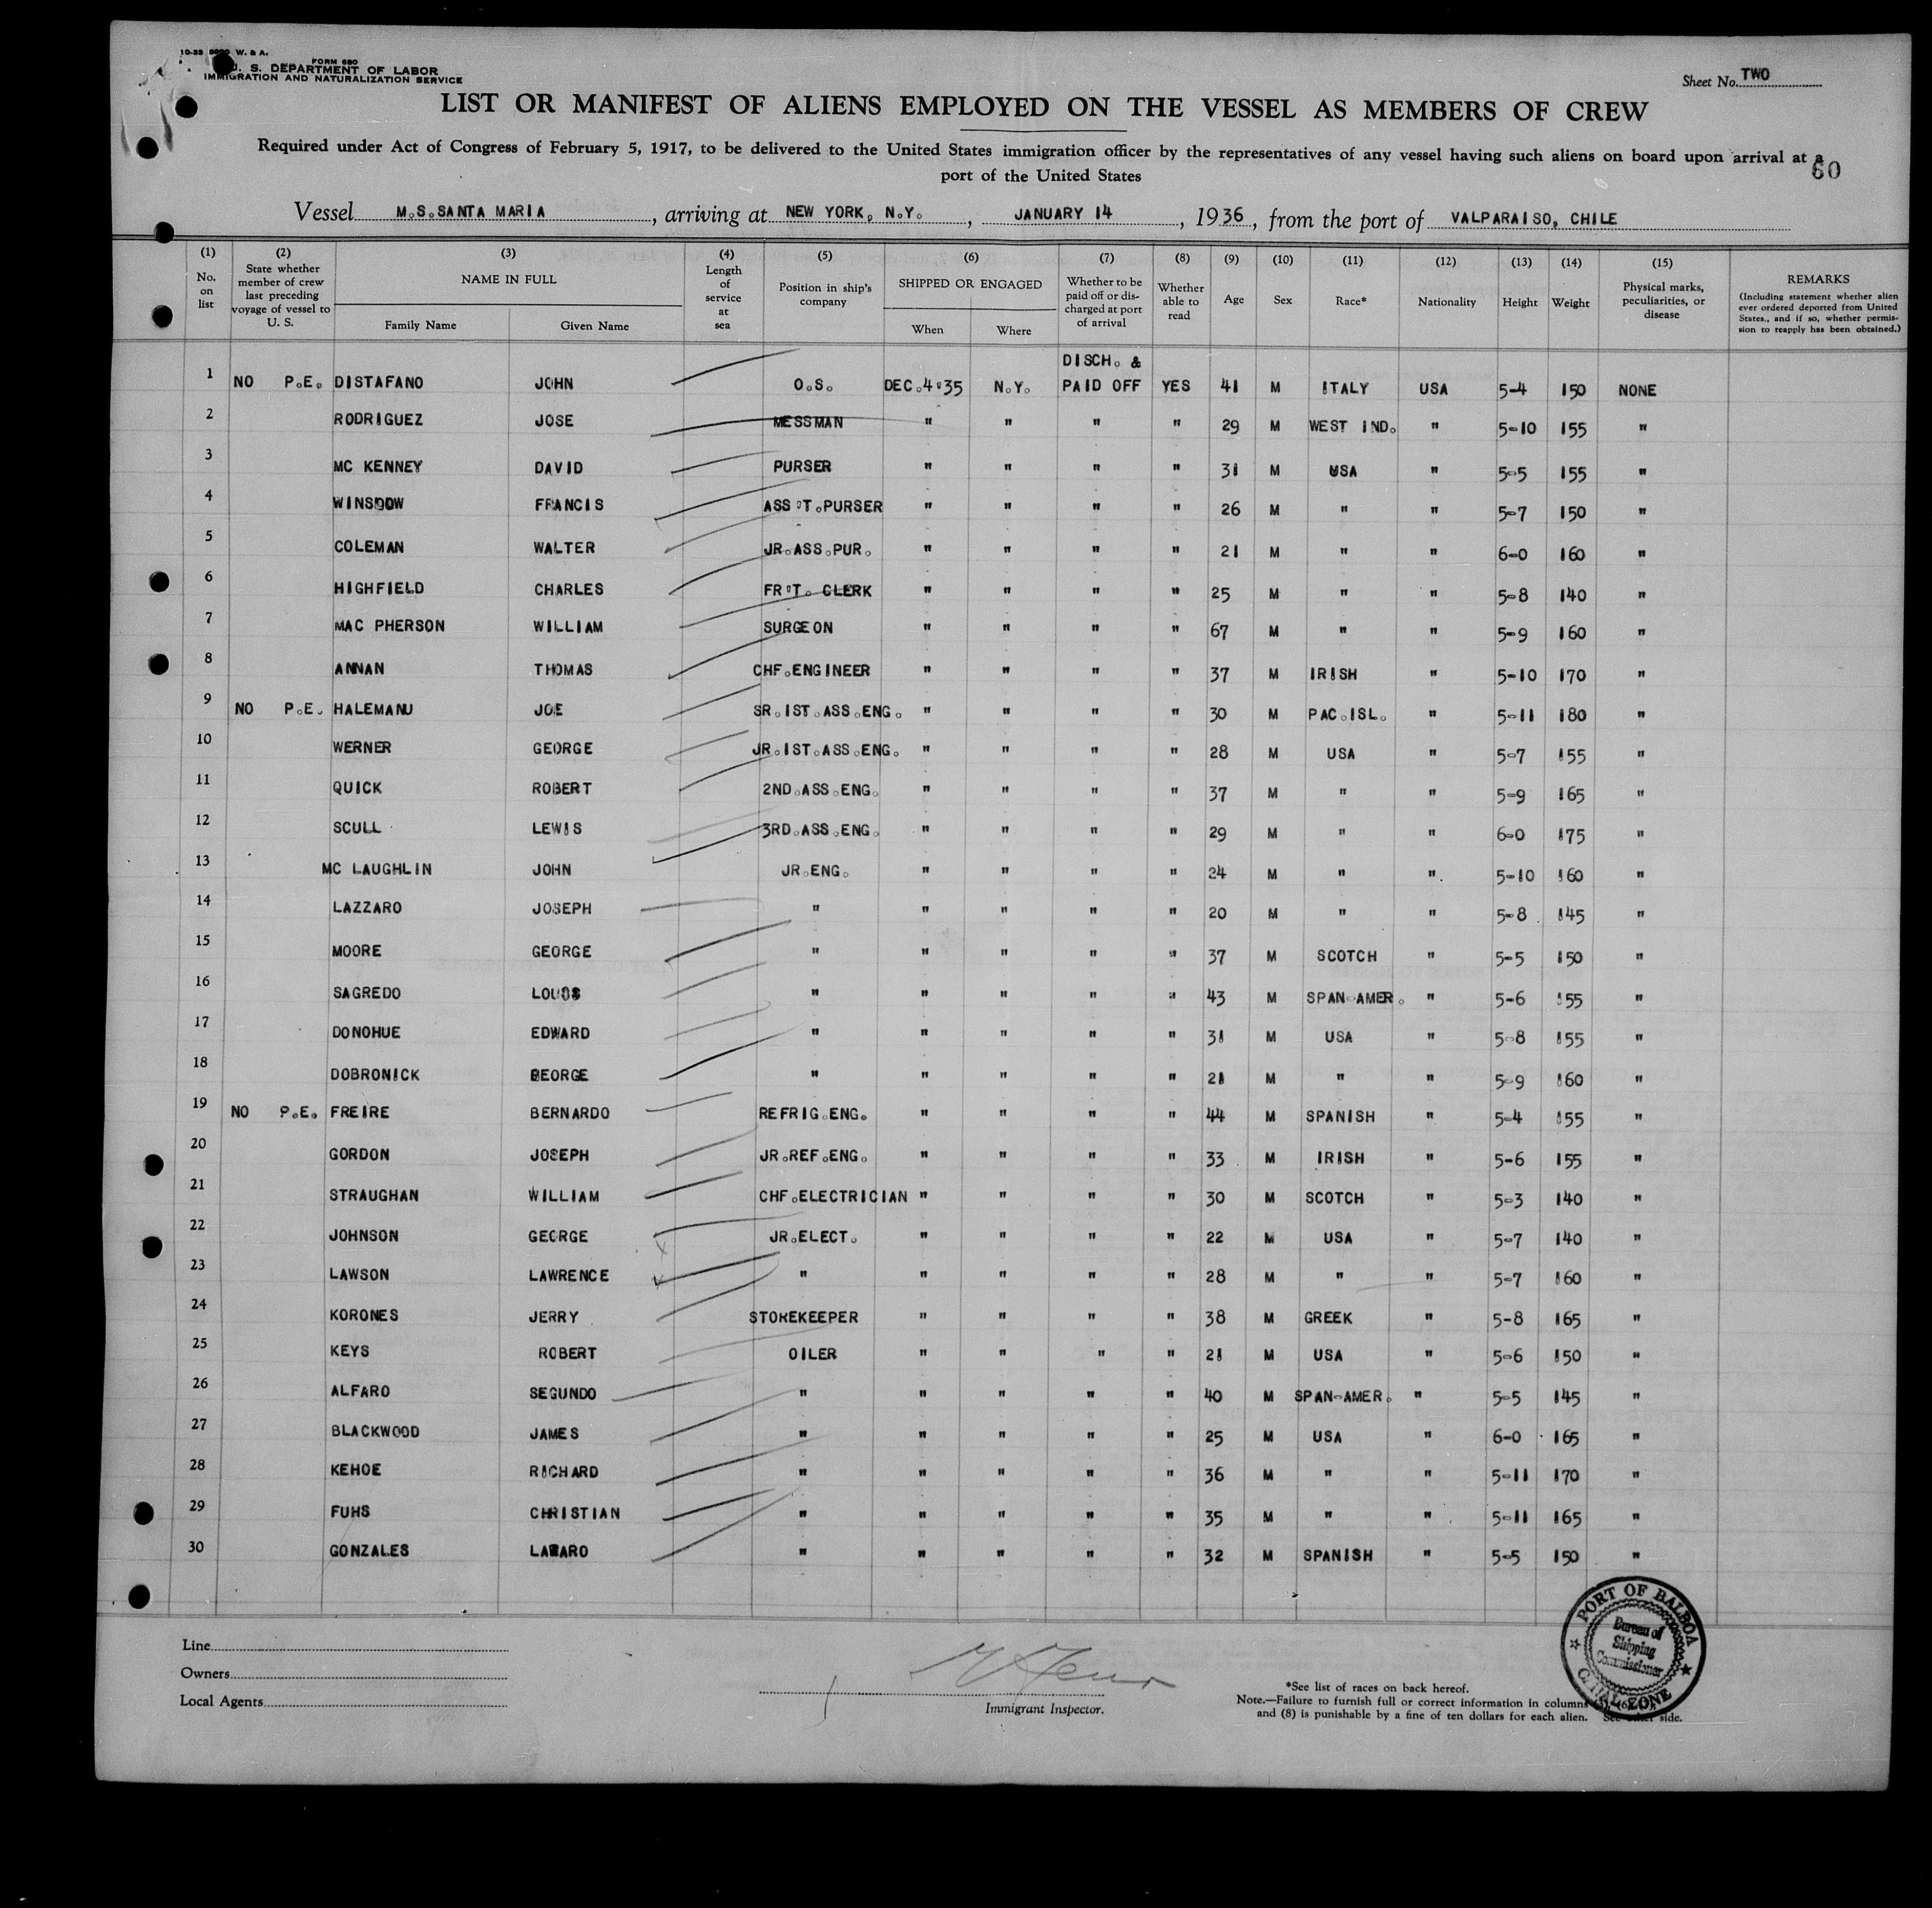 10-33 5000 W. & A.
FORM 680
U. S. DEPARTMENT OF LABOR
IMMIGRATION AND NATURALIZATION SERVICE
Sheet No. TWO
LIST OR MANIFEST OF ALIENS EMPLOYED ON THE VESSEL AS MEMBERS OF CREW
Required under Act of Congress of February 5, 1917, to be delivered to the United States immigration officer by the representatives of any vessel having such aliens on board upon arrival at a
port of the United States
60
Vessel M.S.SANTA MARIA, arriving at NEW YORK, N.Y., JANUARY 14, 1936, from the port of VALPARAISO, CHILE
(1) No. on list (2) State whether member of crew last preceding voyage of vessel to U. S. (3) NAME IN FULL Family Name Given Name (4) Length of service at sea (5) Position in ship's company (6) SHIPPED OR ENGAGED When Where (7) Whether to be paid off or discharged at port of arrival (8) Whether able to read (9) Age (10) Sex (11) Race* (12) Nationality (13) Height (14) Weight (15) Physical marks, peculiarities, or disease REMARKS (Including statement whether alien ever ordered deported from United States, and if so, whether permission to reapply has been obtained.)
DISCH. &
1 NO P.E. DISTAFANO JOHN O.S. DEC.4'35 N.Y. PAID OFF YES 41 M ITALY USA 5-4 150 NONE
2 RODRIGUEZ JOSE MESSMAN " " " " 29 M WEST IND. " 5-10 155 "
3 MC KENNEY DAVID PURSER " " " " 31 M USA " 5-5 155 "
4 WINSOOW FRANCIS ASS'T.PURSER " " " " 26 M " " 5-7 150 "
5 COLEMAN WALTER JR.ASS.PUR. " " " " 21 M " " 6-0 160 "
6 HIGHFIELD CHARLES FR'T. CLERK " " " " 25 M " " 5-8 140 "
7 MAC PHERSON WILLIAM SURGEON " " " " 67 M " " 5-9 160 "
8 ANNAN THOMAS CHF.ENGINEER " " " " 37 M IRISH " 5-10 170 "
9 NO P.E. HALEMANU JOE SR.IST.ASS.ENG. " " " " 30 M PAC.ISL. " 5-11 180 "
10 WERNER GEORGE JR.IST.ASS.ENG. " " " " 28 M USA " 5-7 155 "
11 QUICK ROBERT 2ND.ASS.ENG. " " " " 37 M " " 5-9 165 "
12 SCULL LEWIS 3RD.ASS.ENG. " " " " 29 M " " 6-0 175 "
13 MC LAUGHLIN JOHN JR.ENG. " " " " 24 M " " 5-10 160 "
14 LAZZARO JOSEPH " " " " " 20 M " " 5-8 145 "
15 MOORE GEORGE " " " " " 37 M SCOTCH " 5-5 150 "
16 SAGREDO LOUIS " " " " " 43 M SPAN-AMER. " 5-6 155 "
17 DONOHUE EDWARD " " " " " 31 M USA " 5-8 155 "
18 DOBRONICK GEORGE " " " " " 21 M " " 5-9 160 "
19 NO P.E. FREIRE BERNARDO REFRIG.ENG. " " " " 44 M SPANISH " 5-4 155 "
20 GORDON JOSEPH JR.REF.ENG. " " " " 33 M IRISH " 5-6 155 "
21 STRAUGHAN WILLIAM CHF.ELECTRICIAN " " " " 30 M SCOTCH " 5-3 140 "
22 JOHNSON GEORGE JR.ELECT. " " " " 22 M USA " 5-7 140 "
23 LAWSON LAWRENCE " " " " " 28 M " " 5-7 160 "
24 KORONES JERRY STOREKEEPER " " " " 38 M GREEK " 5-8 165 "
25 KEYS ROBERT OILER " " " " 21 M USA " 5-6 150 "
26 ALFARO SEGUNDO " " " " " 40 M SPAN-AMER. " 5-5 145 "
27 BLACKWOOD JAMES " " " " " 25 M USA " 6-0 165 "
28 KEHOE RICHARD " " " " " 36 M " " 5-11 170 "
29 FUHS CHRISTIAN " " " " " 35 M " " 5-11 165 "
30 GONZALES LAZARO " " " " " 32 M SPANISH " 5-5 150 "
PORT OF BALBOA
Bureau of
Shipping
Commissioner
CANAL ZONE
Line
Owners
Local Agents
Immigrant Inspector.
*See list of races on back hereof.
Note.—Failure to furnish full or correct information in columns
and (8) is punishable by a fine of ten dollars for each alien. See other side.